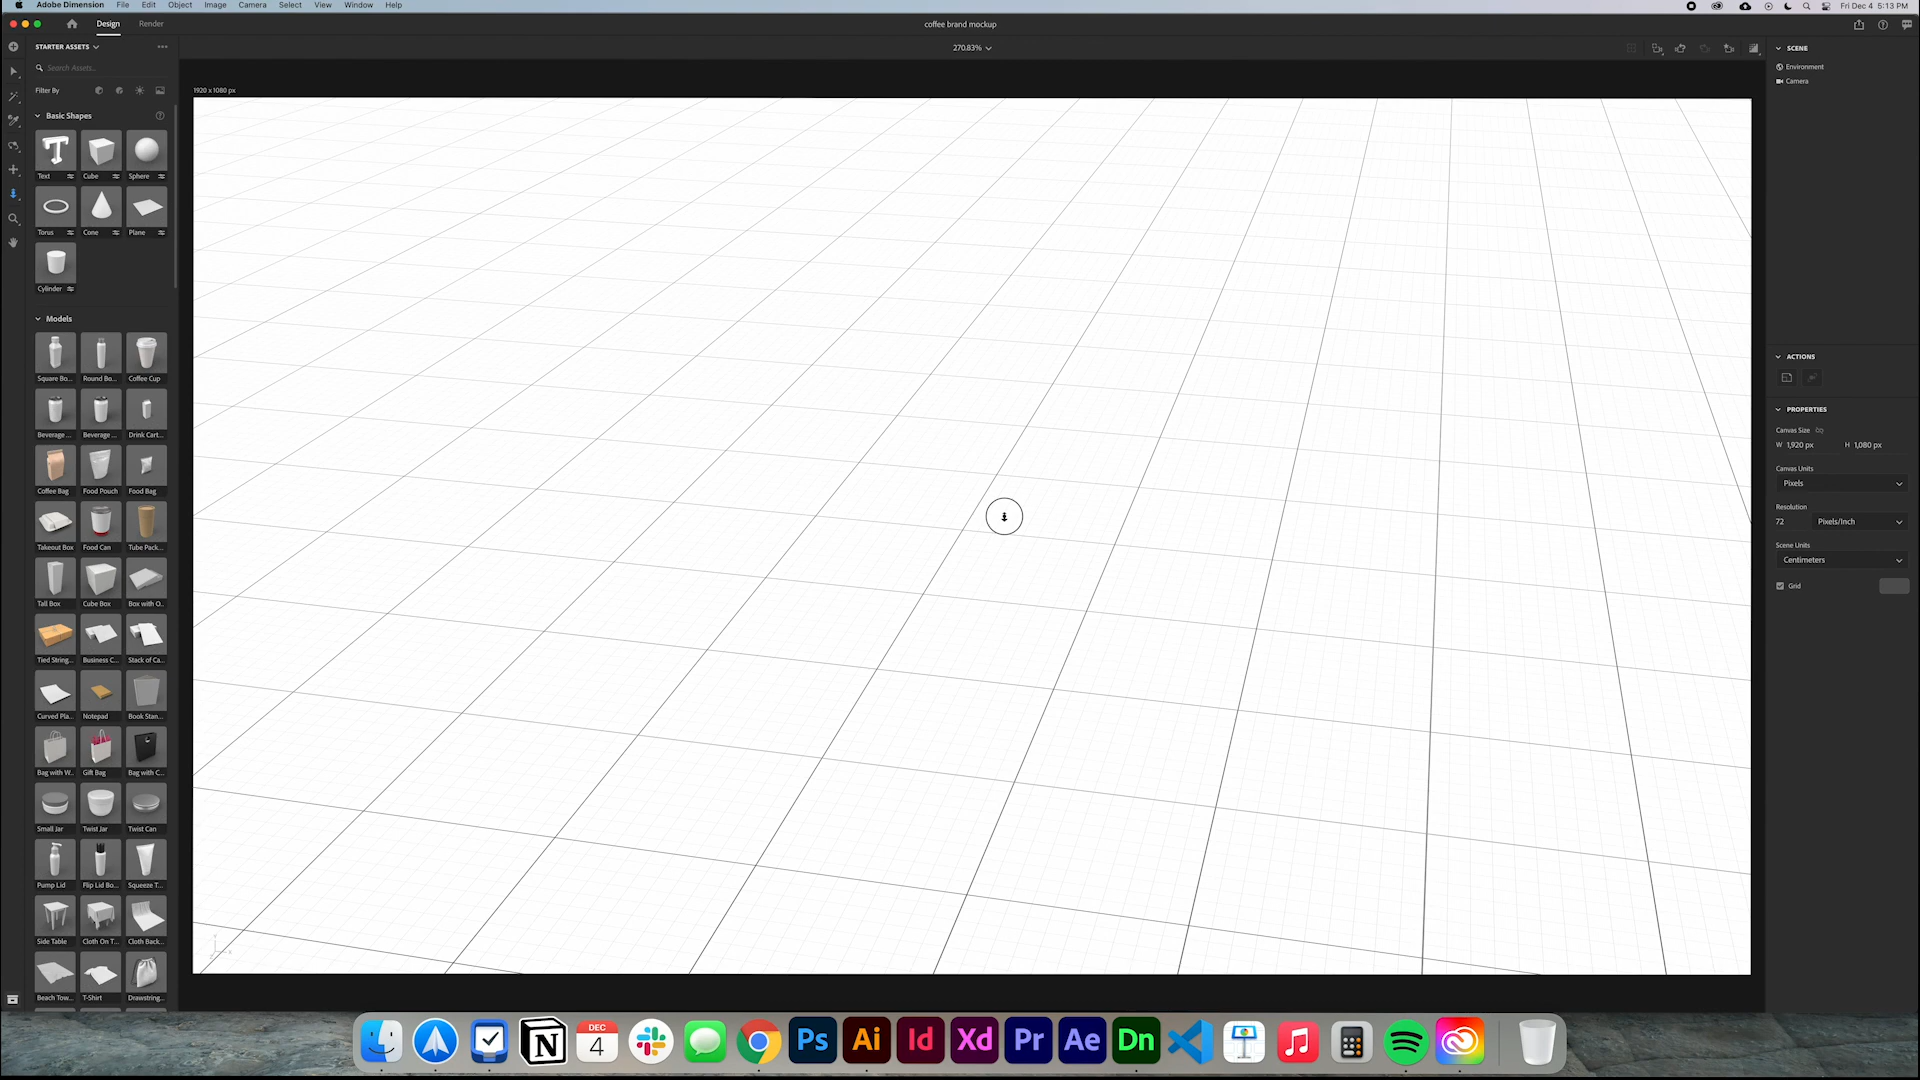 Adobe Dimension File Edit Object Image Camera Select View Window Help
Fri Dec 4 5:13 PM
Design Render
coffee brand mockup
STARTER ASSETS
270.83%
Search Assets...
Filter By
1920 x 1080 px
Basic Shapes
Text Cube Sphere
Torus Cone Plane
Cylinder
Models
Square Bo... Round Bo... Coffee Cup
Beverage ... Beverage ... Drink Cart...
Coffee Bag Food Pouch Food Bag
Takeout Box Food Can Tube Pack...
Tall Box Cube Box Box with O..
Tied String... Business C... Stack of Ca...
Curved Pla... Notepad Book Stan...
Bag with W.. Gift Bag Bag with C...
Small Jar Twist Jar Twist Can
Pump Lid Flip Lid Bo... Squeeze T...
Side Table Cloth On T... Cloth Back...
Beach Tow... T-Shirt Drawstring...
SCENE
Environment
Camera
ACTIONS
PROPERTIES
Canvas Size
W 1,920 px H 1,080 px
Canvas Units
Pixels
Resolution
72 Pixels/Inch
Scene Units
Centimeters
Grid
N DEC 4 Ps Ai Id Xd Pr Ae Dn